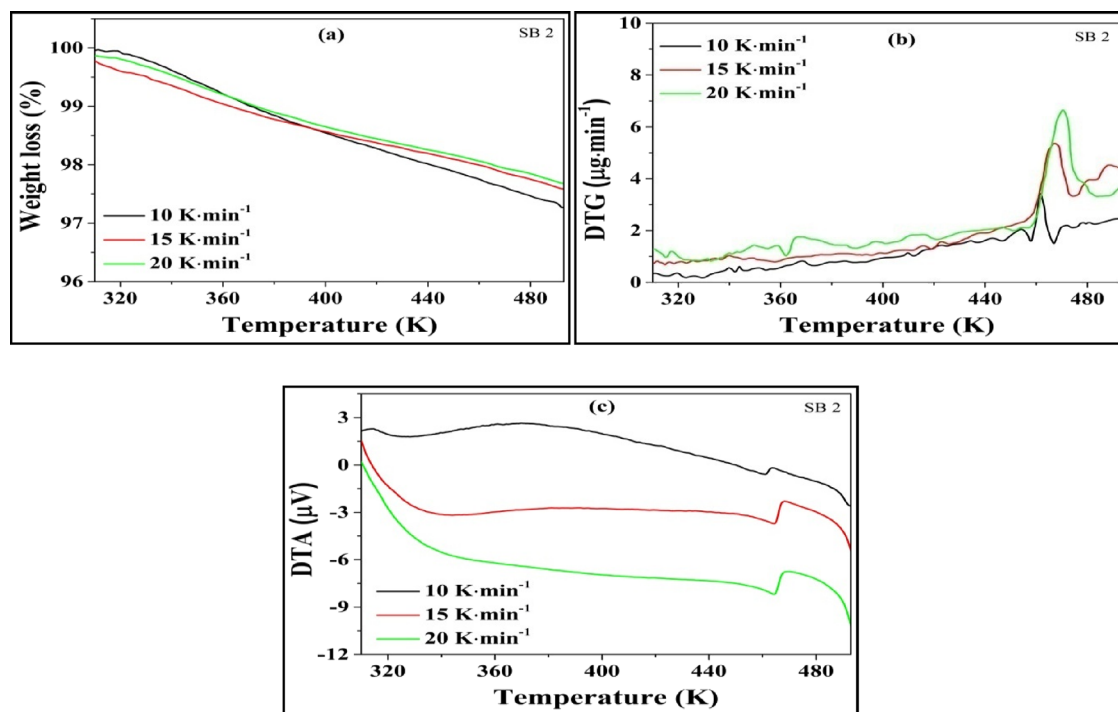 (a)
SB 2
Weight loss (%)
100
99
98
97
96
10 K·min⁻¹
15 K·min⁻¹
20 K·min⁻¹
320
360
400
440
480
Temperature (K)
(b)
SB 2
DTG (µg·min⁻¹)
10
8
6
4
2
0
10 K·min⁻¹
15 K·min⁻¹
20 K·min⁻¹
320
360
400
440
480
Temperature (K)
(c)
SB 2
DTA (µV)
3
0
-3
-6
-9
-12
10 K·min⁻¹
15 K·min⁻¹
20 K·min⁻¹
320
360
400
440
480
Temperature (K)